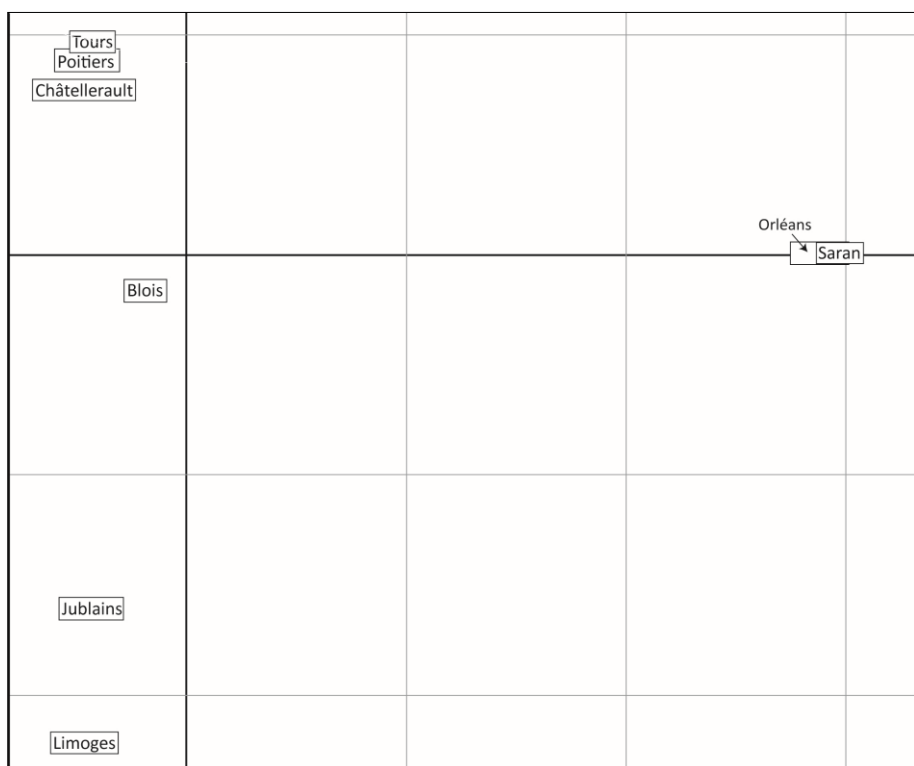 Tours
Poitiers
Châtellerault
Orléans
Saran
Blois
Jublains
Limoges